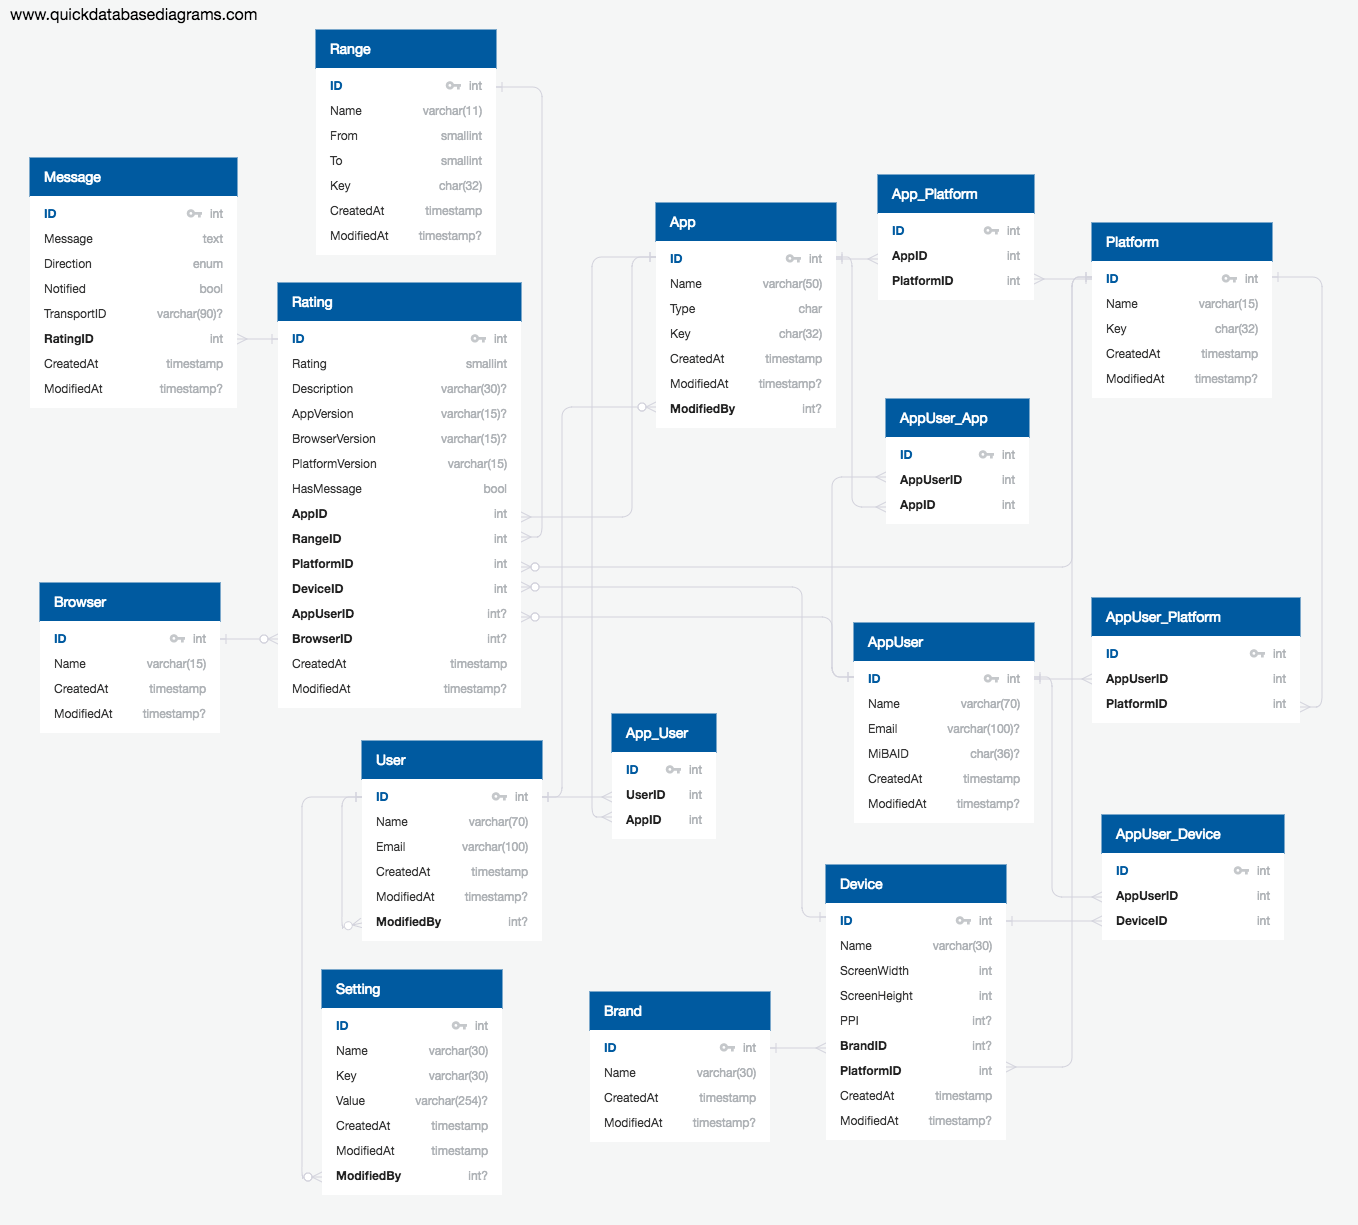 www.quickdatabasediagrams.com
Range
ID int
Name varchar(11)
From smallint
To smallint
Key char(32)
CreatedAt timestamp
ModifiedAt timestamp?
Message
ID int
Message text
Direction enum
Notified bool
TransportID varchar(90)?
RatingID int
CreatedAt timestamp
ModifiedAt timestamp?
Rating
ID int
Rating smallint
Description varchar(30)?
AppVersion varchar(15)?
BrowserVersion varchar(15)?
PlatformVersion varchar(15)
HasMessage bool
AppID int
RangeID int
PlatformID int
DeviceID int
AppUserID int?
BrowserID int?
CreatedAt timestamp
ModifiedAt timestamp?
App
ID int
Name varchar(50)
Type char
Key char(32)
CreatedAt timestamp
ModifiedAt timestamp?
ModifiedBy int?
App_Platform
ID int
AppID int
PlatformID int
Platform
ID int
Name varchar(15)
Key char(32)
CreatedAt timestamp
ModifiedAt timestamp?
AppUser_App
ID int
AppUserID int
AppID int
Browser
ID int
Name varchar(15)
CreatedAt timestamp
ModifiedAt timestamp?
AppUser
ID int
Name varchar(70)
Email varchar(100)?
MiBAID char(36)?
CreatedAt timestamp
ModifiedAt timestamp?
AppUser_Platform
ID int
AppUserID int
PlatformID int
User
ID int
Name varchar(70)
Email varchar(100)
CreatedAt timestamp
ModifiedAt timestamp?
ModifiedBy int?
App_User
ID int
UserID int
AppID int
AppUser_Device
ID int
AppUserID int
DeviceID int
Device
ID int
Name varchar(30)
ScreenWidth int
ScreenHeight int
PPI int?
BrandID int?
PlatformID int
CreatedAt timestamp
ModifiedAt timestamp?
Setting
ID int
Name varchar(30)
Key varchar(30)
Value varchar(254)?
CreatedAt timestamp
ModifiedAt timestamp
ModifiedBy int?
Brand
ID int
Name varchar(30)
CreatedAt timestamp
ModifiedAt timestamp?